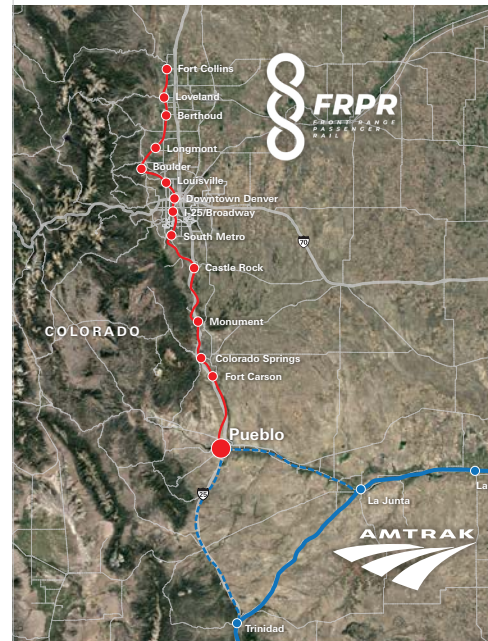 Fort Collins
Loveland
Berthoud
Longmont
Boulder
Louisville
Downtown Denver
I-25/Broadway
South Metro
Castle Rock
Monument
Colorado Springs
Fort Carson
Pueblo
La Junta
La
Trinidad
COLORADO
70
25
FRPR
FRONT RANGE
PASSENGER
RAIL
AMTRAK